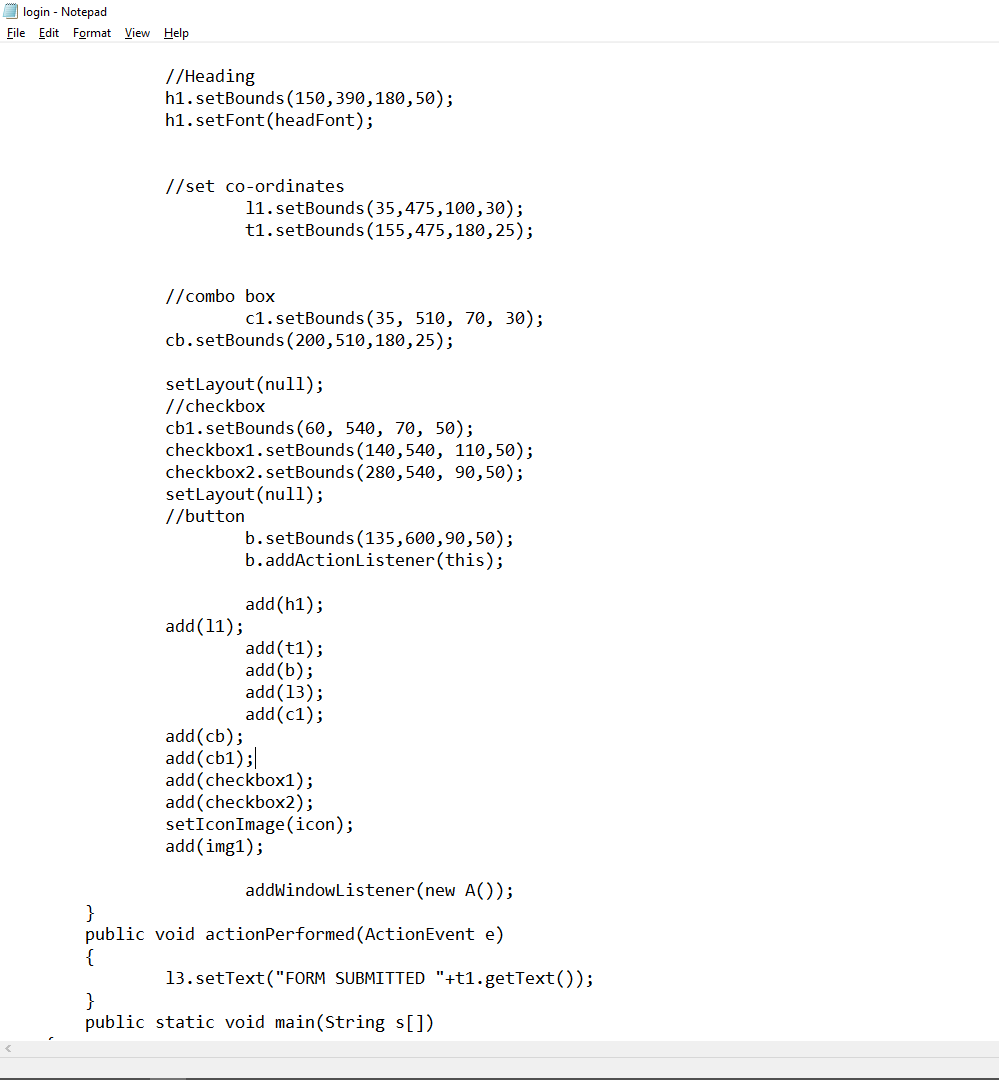 login - Notepad
File Edit Format View Help
//Heading
h1.setBounds(150,390,180,50);
h1.setFont(headFont);
//set co-ordinates
l1.setBounds(35,475,100,30);
t1.setBounds(155,475,180,25);
//combo box
c1.setBounds(35, 510, 70, 30);
cb.setBounds(200,510,180,25);
setLayout(null);
//checkbox
cb1.setBounds(60, 540, 70, 50);
checkbox1.setBounds(140,540, 110,50);
checkbox2.setBounds(280,540, 90,50);
setLayout(null);
//button
b.setBounds(135,600,90,50);
b.addActionListener(this);
add(h1);
add(l1);
add(t1);
add(b);
add(l3);
add(c1);
add(cb);
add(cb1);
add(checkbox1);
add(checkbox2);
setIconImage(icon);
add(img1);
addWindowListener(new A());
}
public void actionPerformed(ActionEvent e)
{
l3.setText("FORM SUBMITTED "+t1.getText());
}
public static void main(String s[])